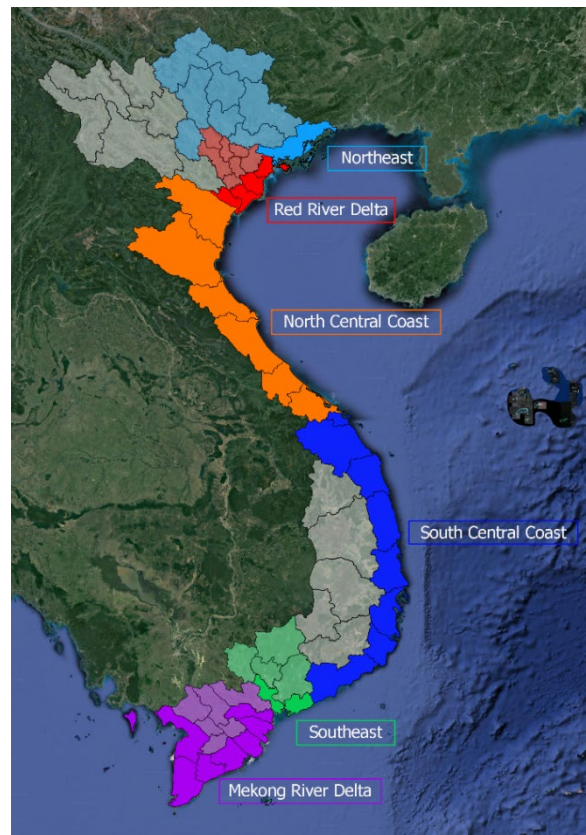 Northeast
Red River Delta
North Central Coast
South Central Coast
Southeast
Mekong River Delta